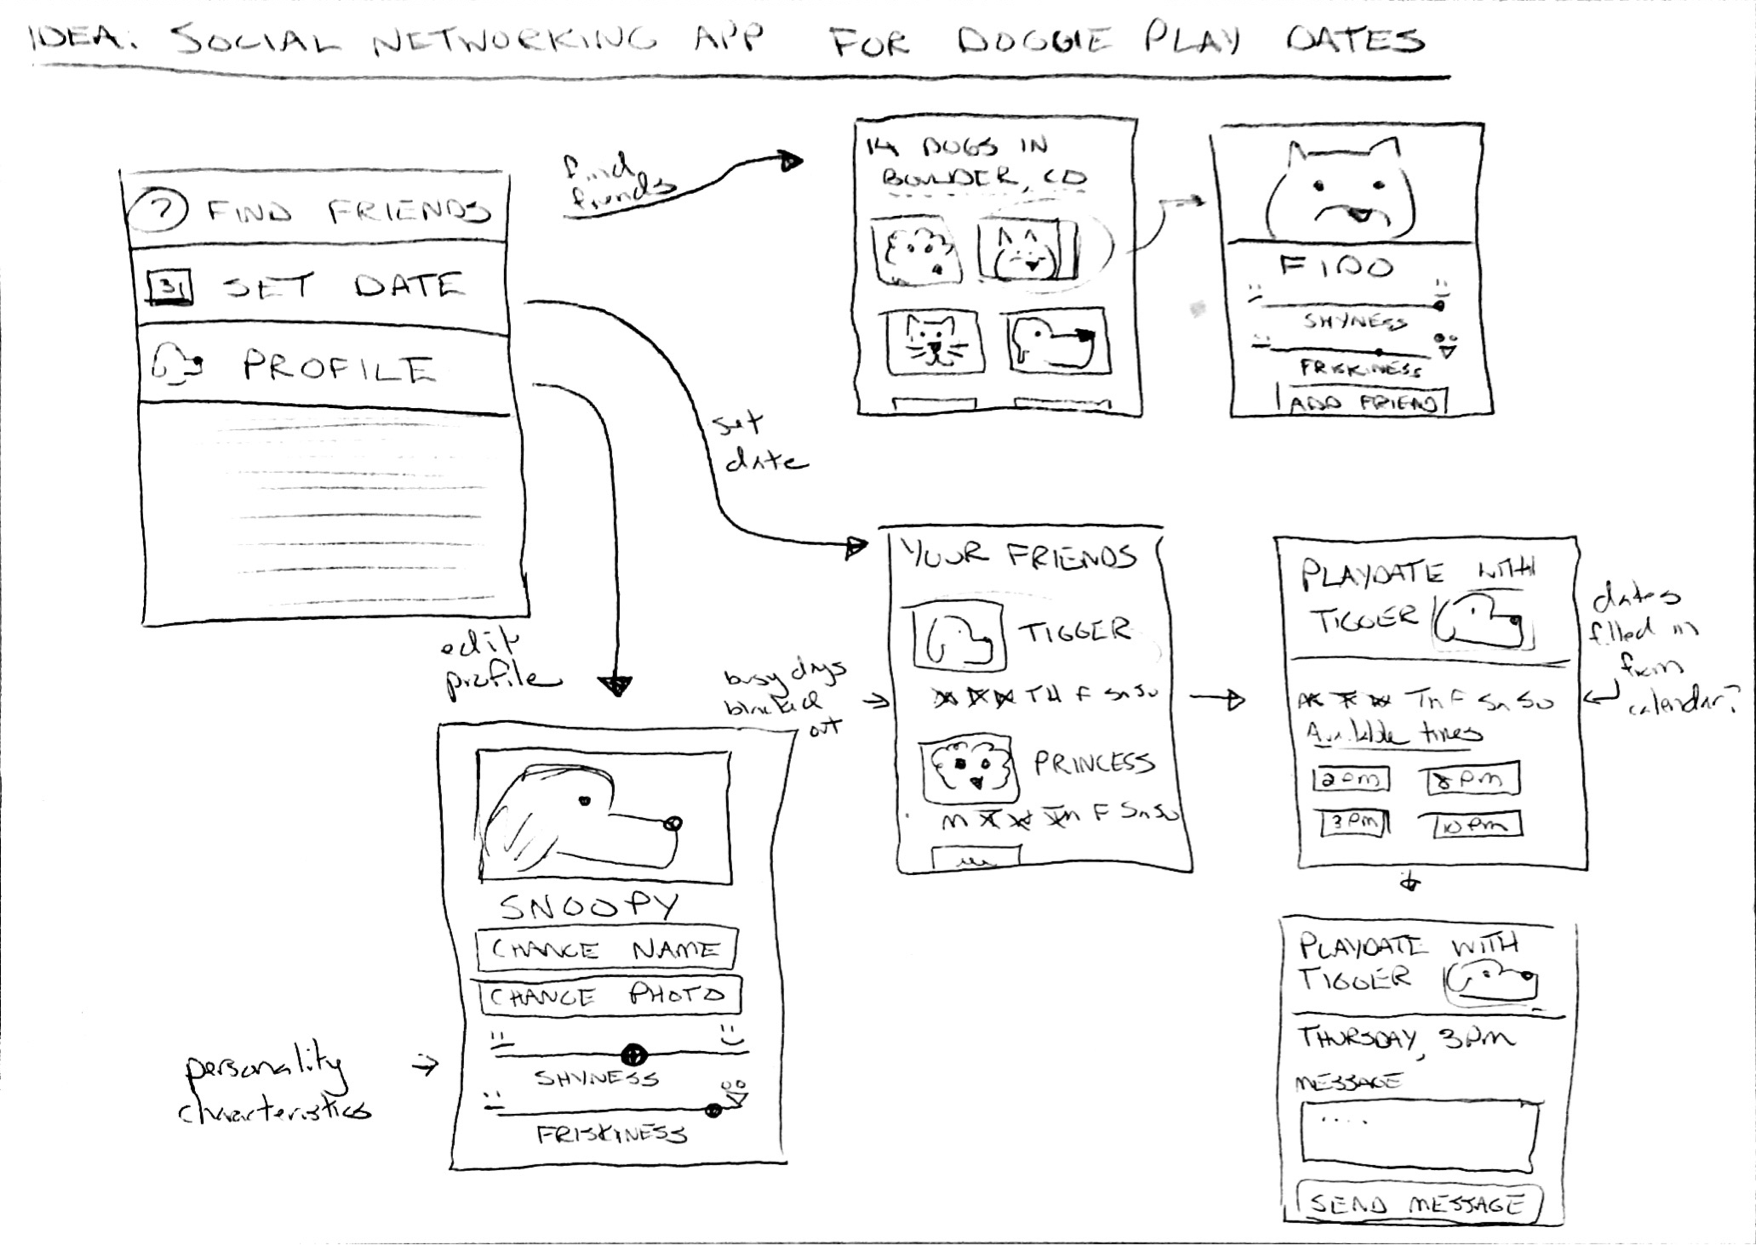 IDEA: SOCIAL NETWORKING APP FOR DOGGIE PLAY DATES
? FIND FRIENDS
31 SET DATE
PROFILE
find
friends
14 DOGS IN
BOULDER, CO
FIDO
SHYNESS
FRISKINESS
ADD FRIEND
set
date
YOUR FRIENDS
TIGGER
M T W TH F SA SU
PRINCESS
M T W TH F SA SU
busy days
blocked
out
PLAYDATE WITH
TIGGER
M T W TH F SA SU
Available times
2pm
8pm
3pm
10pm
dates
filled in
from
calendar?
PLAYDATE WITH
TIGGER
THURSDAY, 3PM
MESSAGE
....
SEND MESSAGE
edit
profile
SNOOPY
CHANGE NAME
CHANGE PHOTO
SHYNESS
FRISKINESS
personality
characteristics